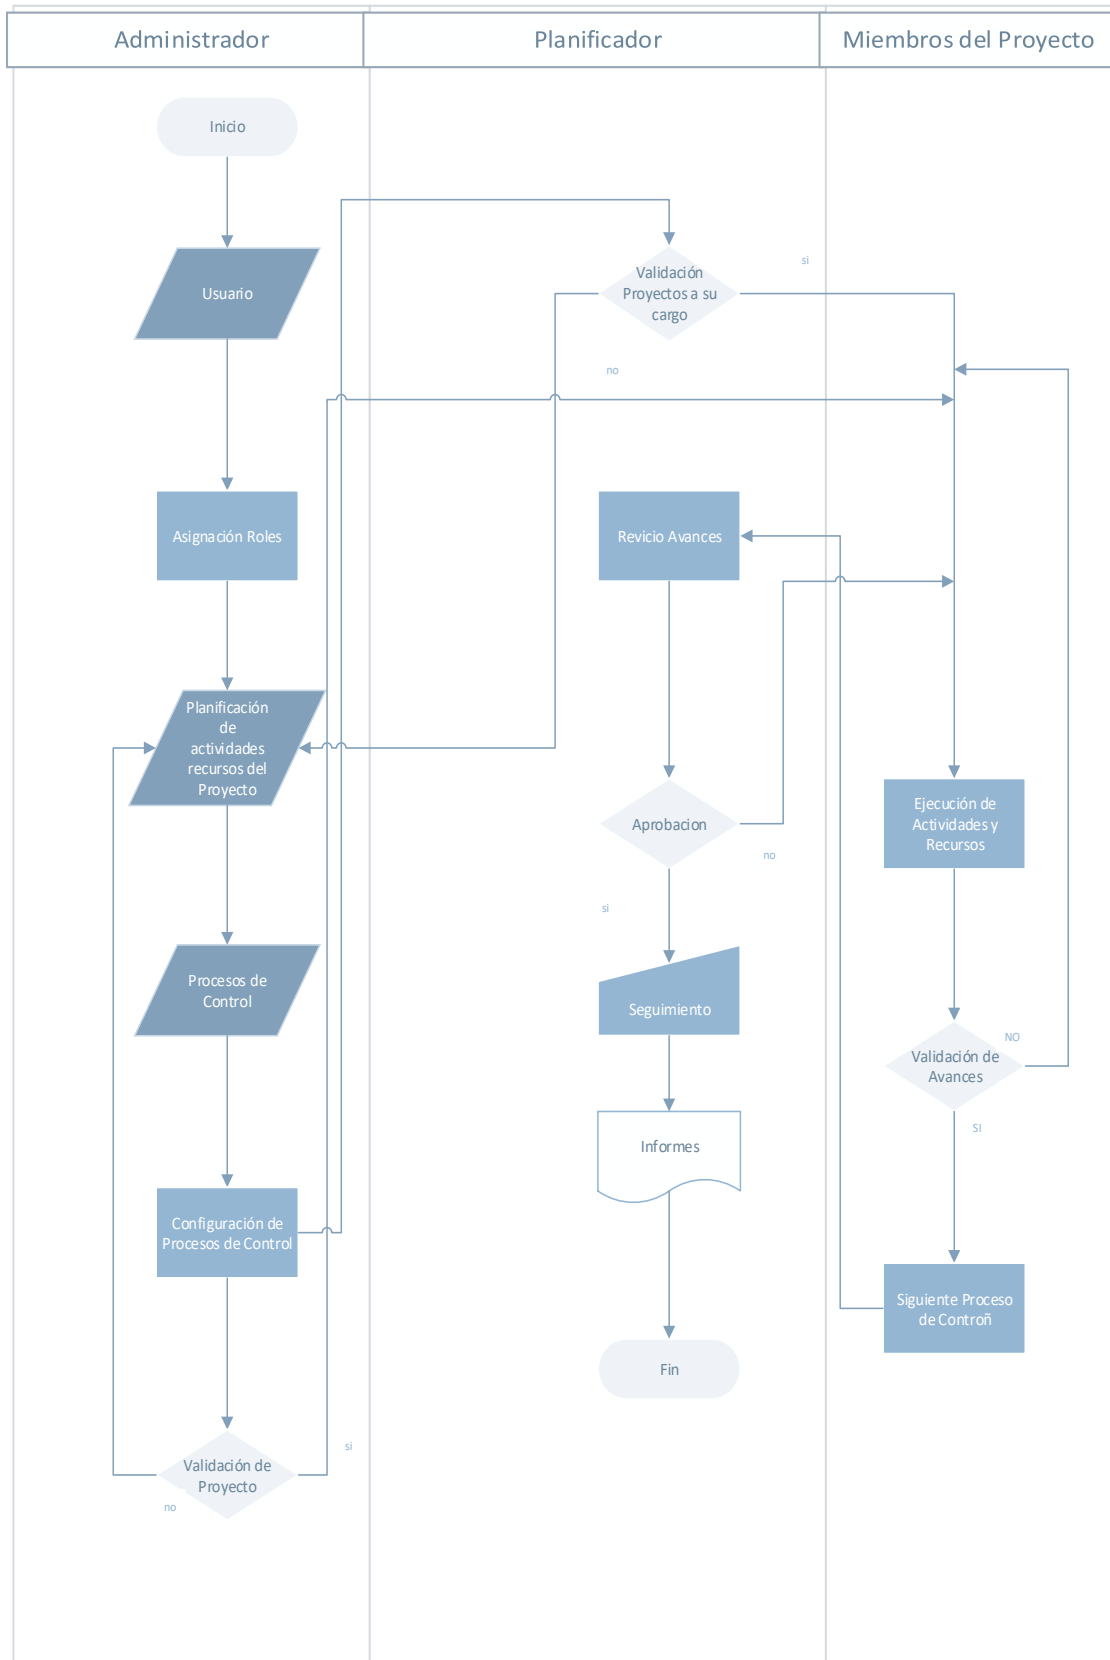 Administrador
Planificador
Miembros del Proyecto
Inicio
Usuario
Asignación Roles
Planificación
de
actividades
recursos del
Proyecto
Procesos de
Control
Configuración de
Procesos de Control
Validación de
Proyecto
no
si
Validación
Proyectos a su
cargo
si
no
Revicio Avances
Aprobacion
no
si
Seguimiento
Informes
Fin
Ejecución de
Actividades y
Recursos
Validación de
Avances
NO
SI
Siguiente Proceso
de Controñ